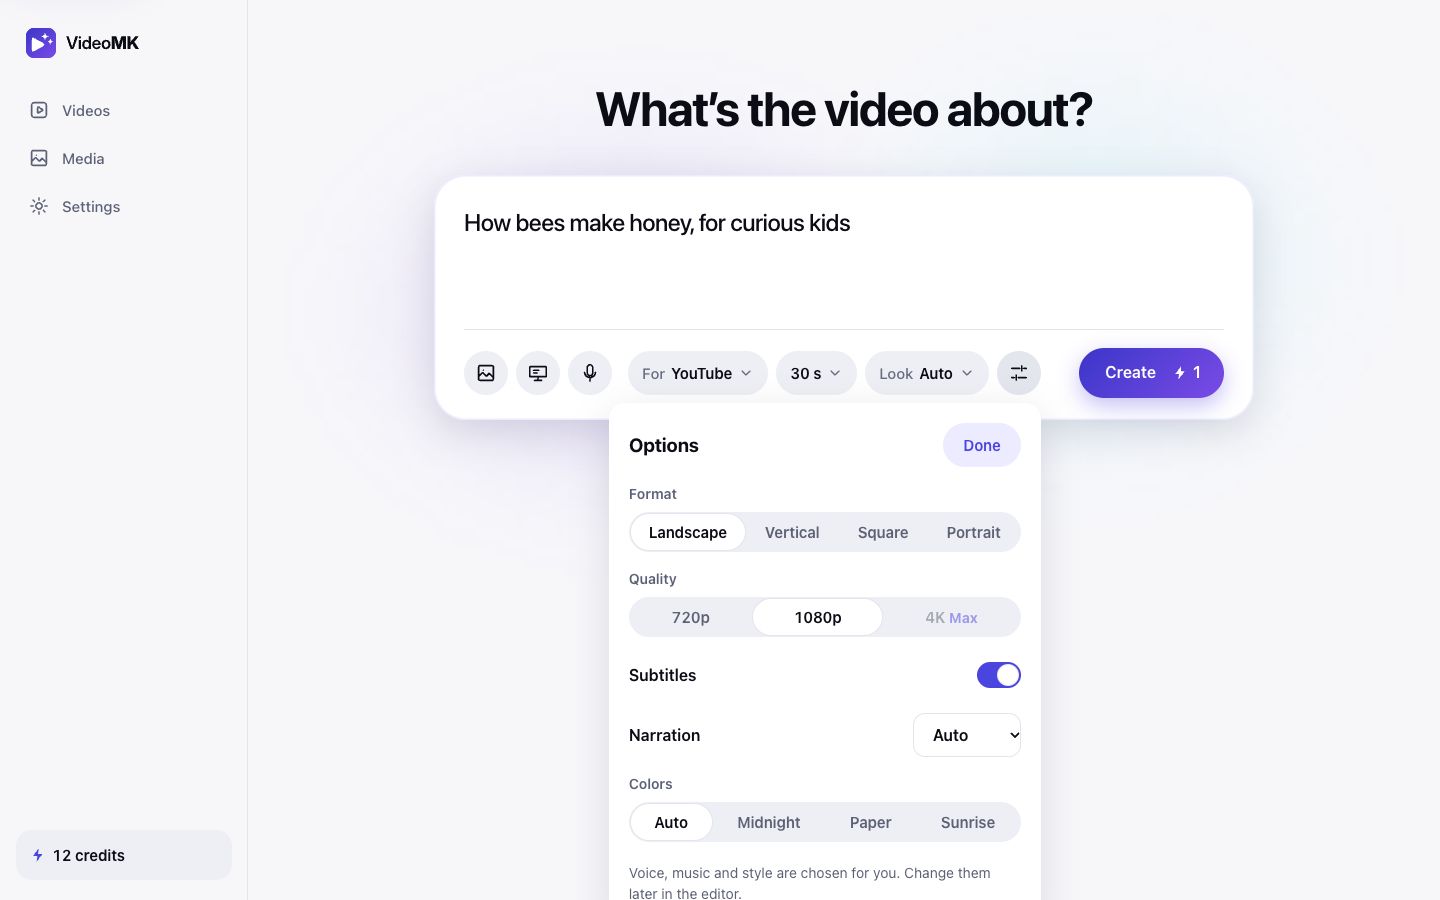 VideoMK
Videos
Media
Settings
What's the video about?
How bees make honey, for curious kids
For YouTube
30 s
Look Auto
Create 1
Options
Done
Format
Landscape Vertical Square Portrait
Quality
720p 1080p 4K Max
Subtitles
Narration Auto
Colors
Auto Midnight Paper Sunrise
Voice, music and style are chosen for you. Change them
later in the editor.
12 credits